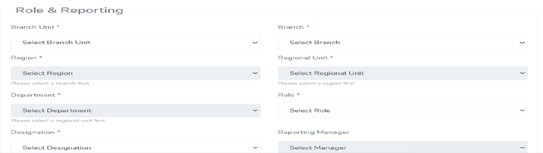 Role & Reporting
Branch Unit *
Branch *
Select Branch Unit
Select Branch
Region *
Regional Unit *
Select Region
Select Regional Unit
Please select a branch first
Please select a region first
Department *
Role *
Select Department
Select Role
Please select a regional unit first
Designation *
Reporting Manager
Select Designation
Select Manager